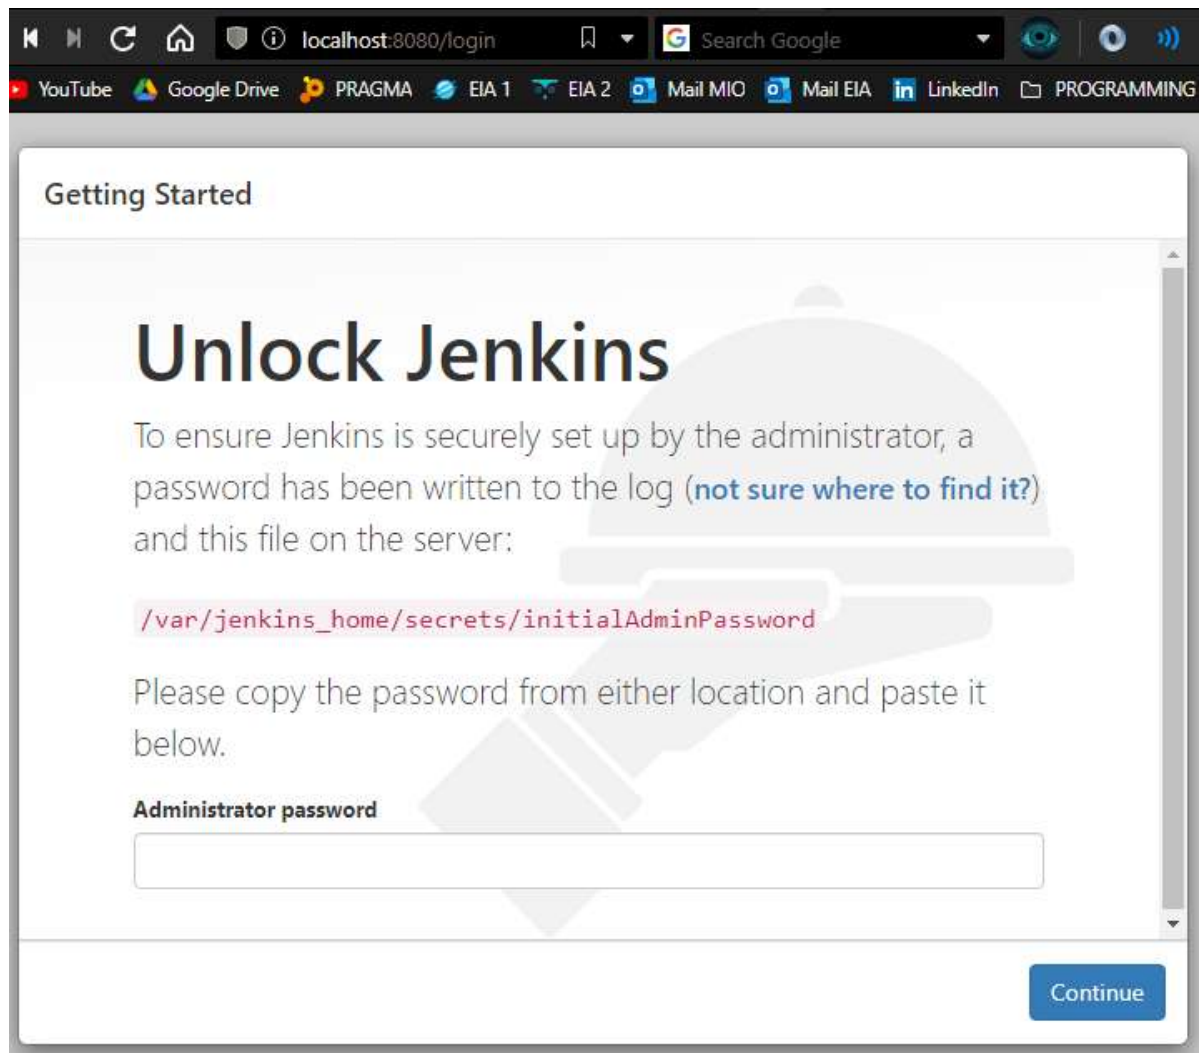 localhost:8080/login
Search Google
YouTube Google Drive PRAGMA EIA 1 EIA 2 Mail MIO Mail EIA LinkedIn PROGRAMMING
Getting Started
Unlock Jenkins
To ensure Jenkins is securely set up by the administrator, a
password has been written to the log (not sure where to find it?)
and this file on the server:
/var/jenkins_home/secrets/initialAdminPassword
Please copy the password from either location and paste it
below.
Administrator password
Continue